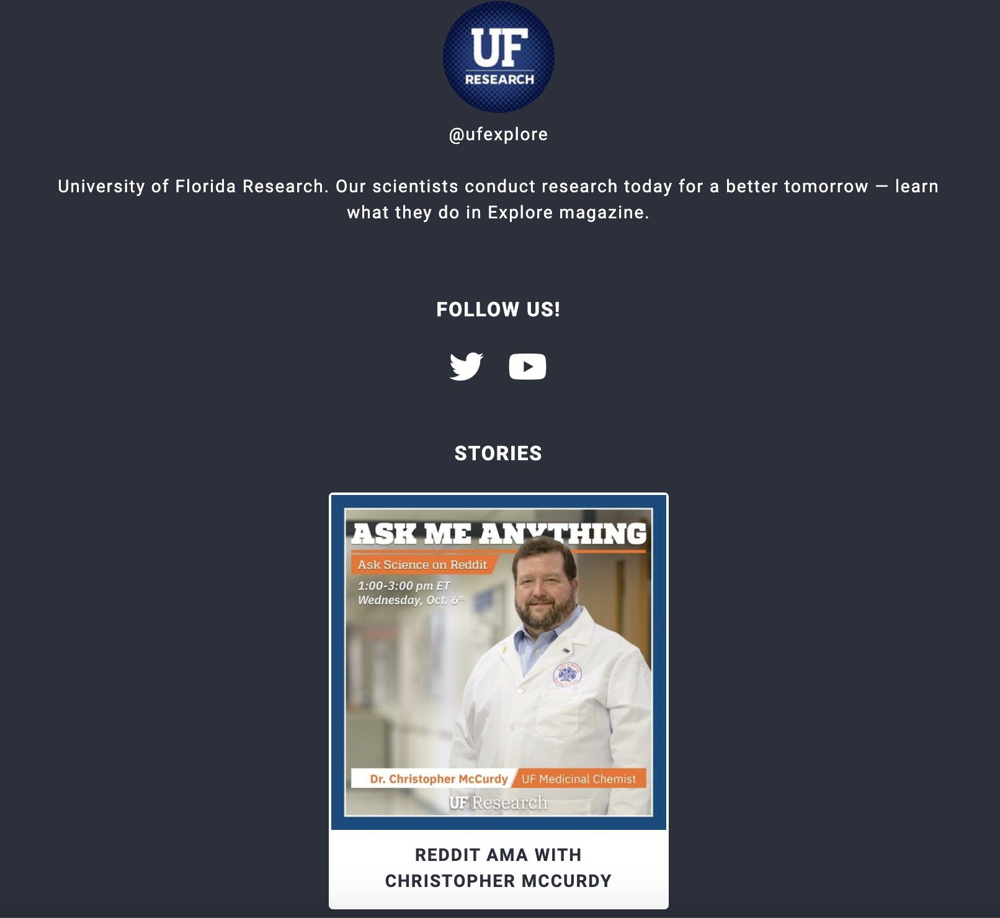 UF
RESEARCH
@ufexplore
University of Florida Research. Our scientists conduct research today for a better tomorrow — learn
what they do in Explore magazine.
FOLLOW US!
STORIES
ASK ME ANYTHING
Ask Science on Reddit
1:00-3:00 pm ET
Wednesday, Oct. 6th
Dr. Christopher McCurdy UF Medicinal Chemist
UF Research
REDDIT AMA WITH
CHRISTOPHER MCCURDY